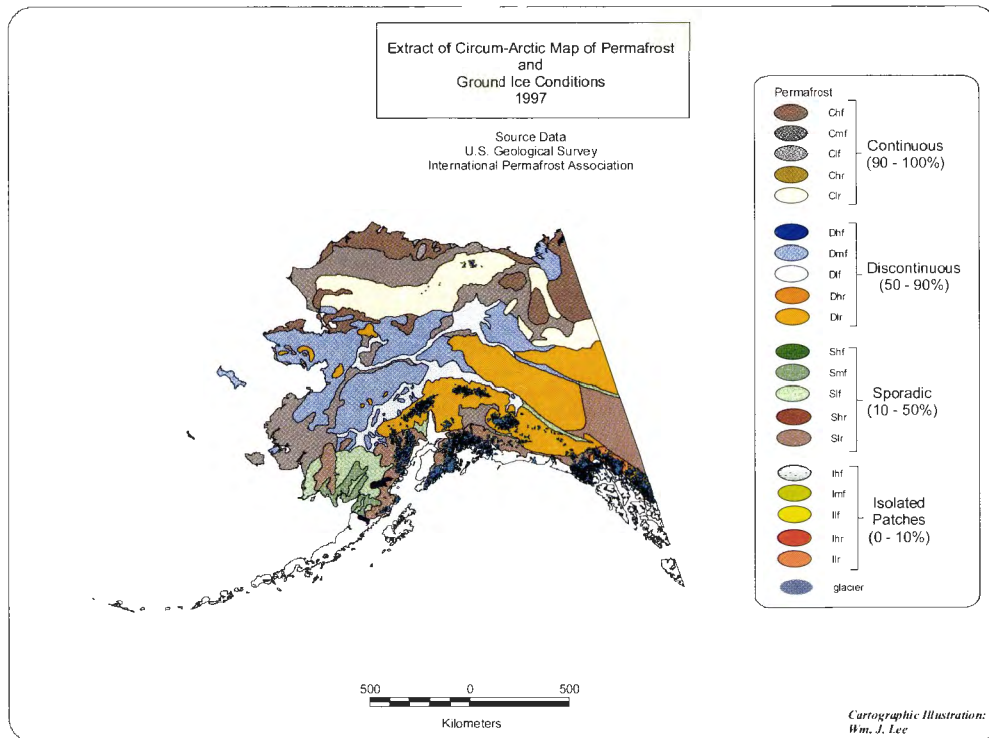 Extract of Circum-Arctic Map of Permafrost
and
Ground Ice Conditions
1997
Source Data
U.S. Geological Survey
International Permafrost Association
Permafrost
Chf
Cmf
Clf
Chr
Clr
Continuous
(90 - 100%)
Dhf
Dmf
Dlf
Dhr
Dlr
Discontinuous
(50 - 90%)
Shf
Smf
Slf
Shr
Slr
Sporadic
(10 - 50%)
Ihf
Imf
Ilf
Ihr
Ilr
Isolated
Patches
(0 - 10%)
glacier
500 0 500
Kilometers
Cartographic Illustration:
Wm. J. Lee